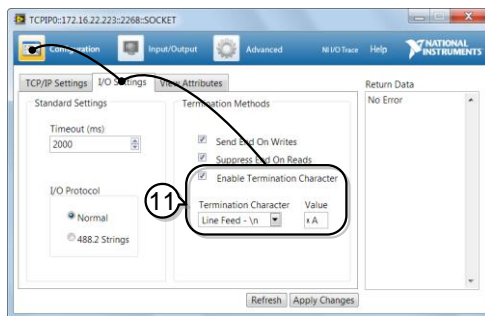 TCPIP0::172.16.22.223::2268::SOCKET
Configuration Input/Output Advanced NI I/O Trace Help NATIONAL INSTRUMENTS
TCP/IP Settings I/O Settings View Attributes
Return Data
No Error
Standard Settings
Timeout (ms)
2000
I/O Protocol
Normal
488.2 Strings
Termination Methods
Send End On Writes
Suppress End On Reads
Enable Termination Character
11
Termination Character Value
Line Feed - \n x A
Refresh Apply Changes